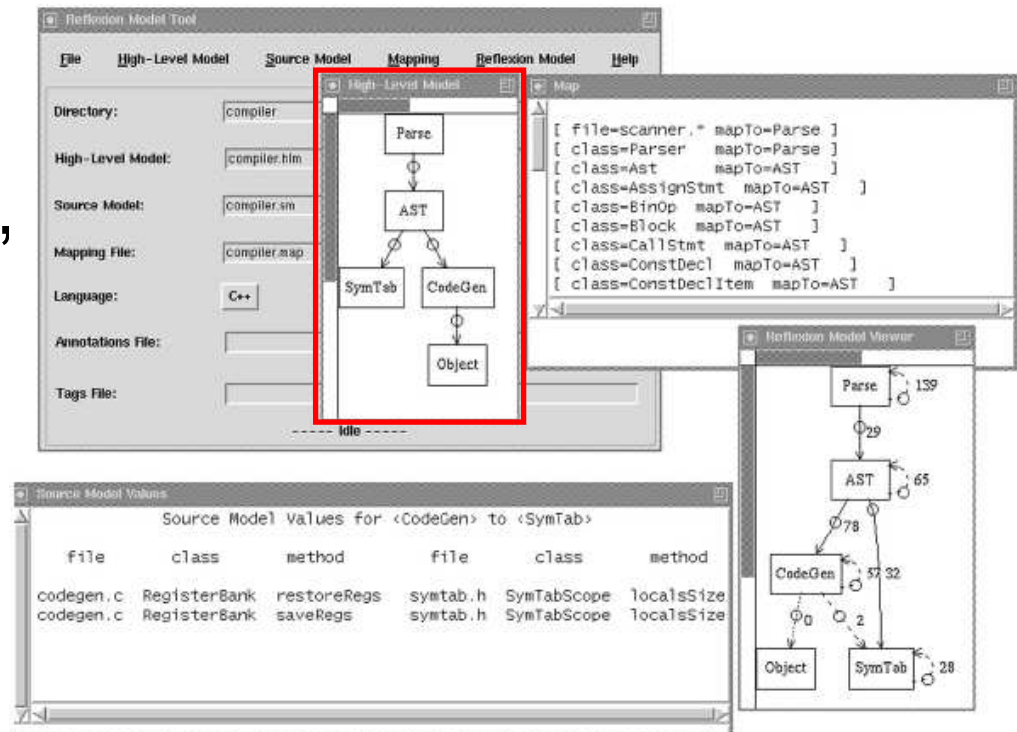 Reflexion Model Tool
File High-Level Model Source Model Mapping Reflexion Model Help
Directory: compiler
High-Level Model: compiler.hlm
Source Model: compiler.sm
,
Mapping File: compiler.map
Language: C++
Annotations File:
Tags File:
----- Idle -----
High-Level Model
Parse
AST
SymTab CodeGen
Object
Map
[ file=scanner.* mapTo=Parse ]
[ class=Parser mapTo=Parse ]
[ class=Ast mapTo=AST ]
[ class=AssignStmt mapTo=AST ]
[ class=BinOp mapTo=AST ]
[ class=Block mapTo=AST ]
[ class=CallStmt mapTo=AST ]
[ class=ConstDecl mapTo=AST ]
[ class=ConstDeclItem mapTo=AST ]
Reflexion Model Viewer
Parse 139
29
AST 65
78
CodeGen 57 32
0 2
Object SymTab 28
Source Model Values
Source Model Values for <CodeGen> to <SymTab>
file class method file class method
codegen.c RegisterBank restoreRegs symtab.h SymTabScope localsSize
codegen.c RegisterBank saveRegs symtab.h SymTabScope localsSize